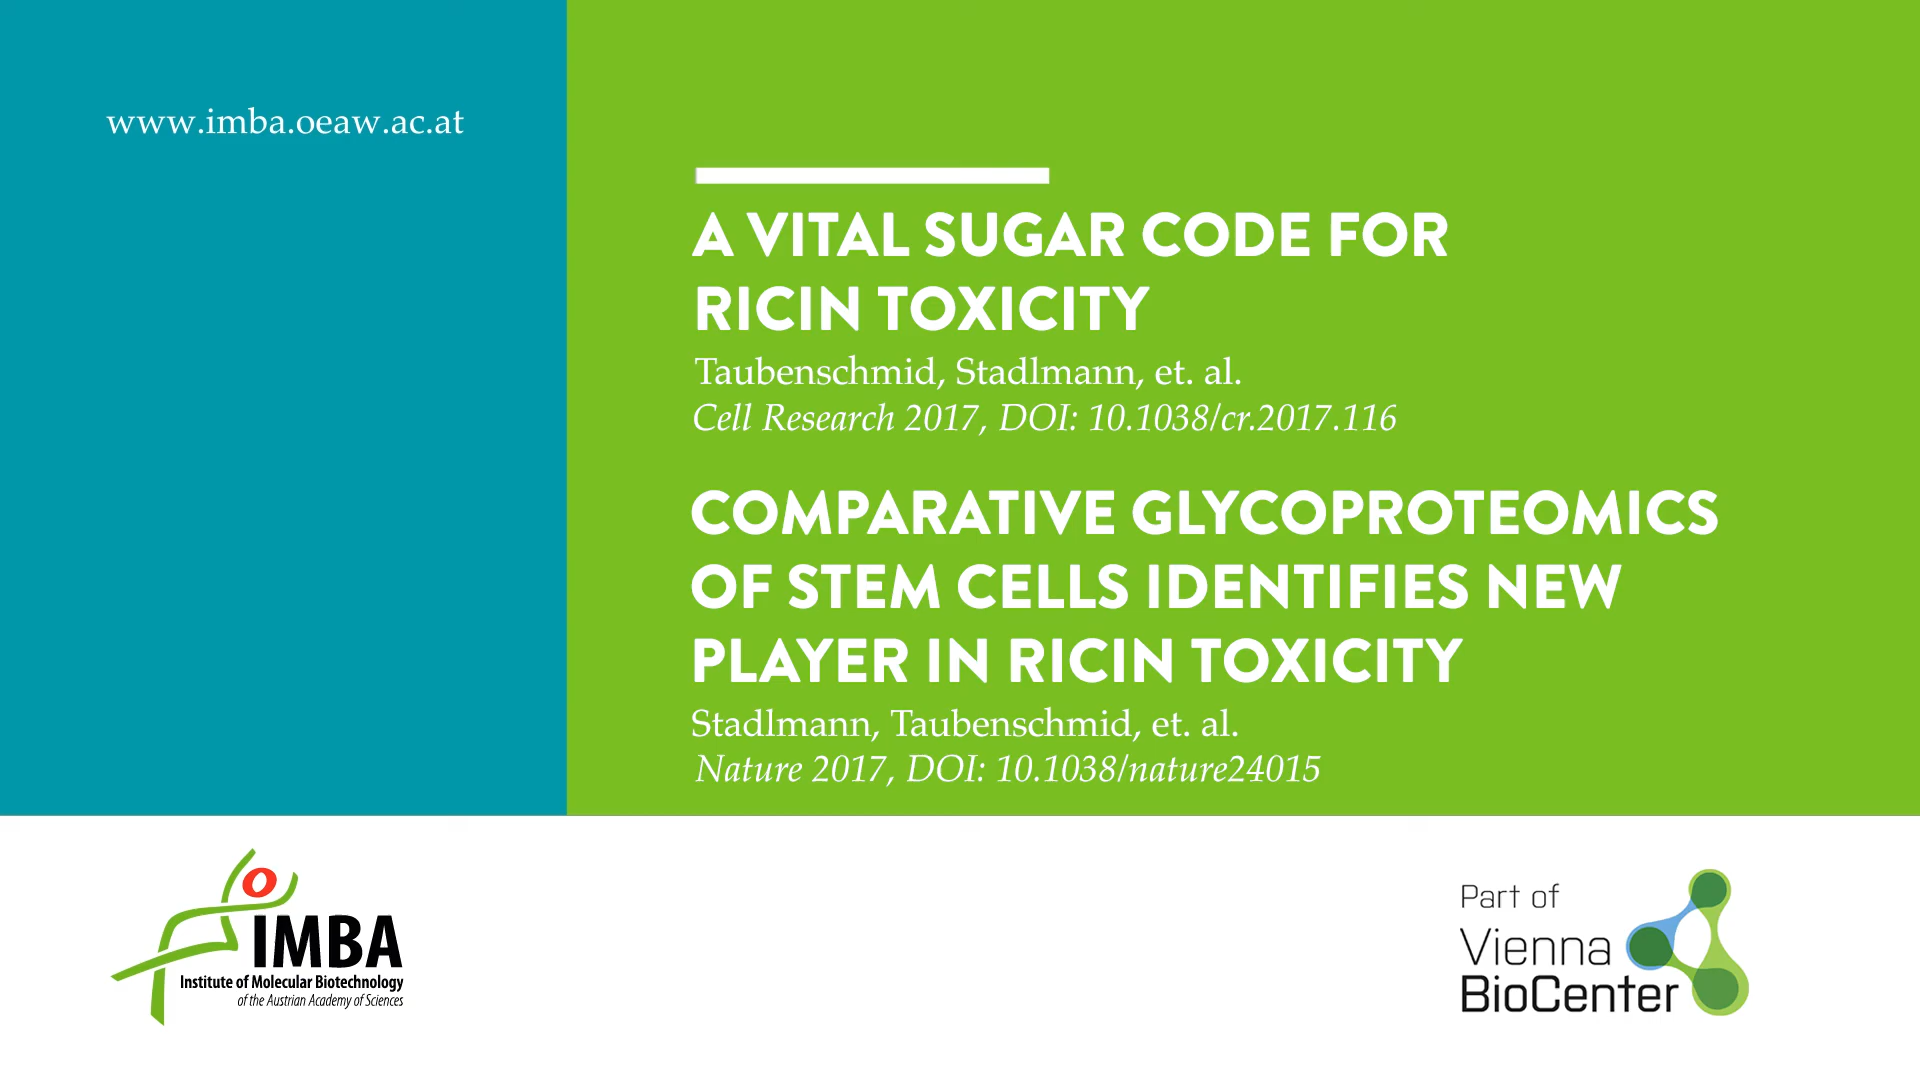 www.imba.oeaw.ac.at
A VITAL SUGAR CODE FOR
RICIN TOXICITY
Taubenschmid, Stadlmann, et. al.
Cell Research 2017, DOI: 10.1038/cr.2017.116
COMPARATIVE GLYCOPROTEOMICS
OF STEM CELLS IDENTIFIES NEW
PLAYER IN RICIN TOXICITY
Stadlmann, Taubenschmid, et. al.
Nature 2017, DOI: 10.1038/nature24015
IMBA
Institute of Molecular Biotechnology
of the Austrian Academy of Sciences
Part of
Vienna
BioCenter